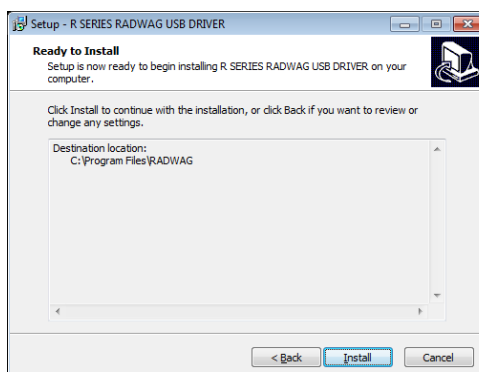 Setup - R SERIES RADWAG USB DRIVER
Ready to Install
Setup is now ready to begin installing R SERIES RADWAG USB DRIVER on your
computer.
Click Install to continue with the installation, or click Back if you want to review or
change any settings.
Destination location:
C:\Program Files\RADWAG
< Back
Install
Cancel